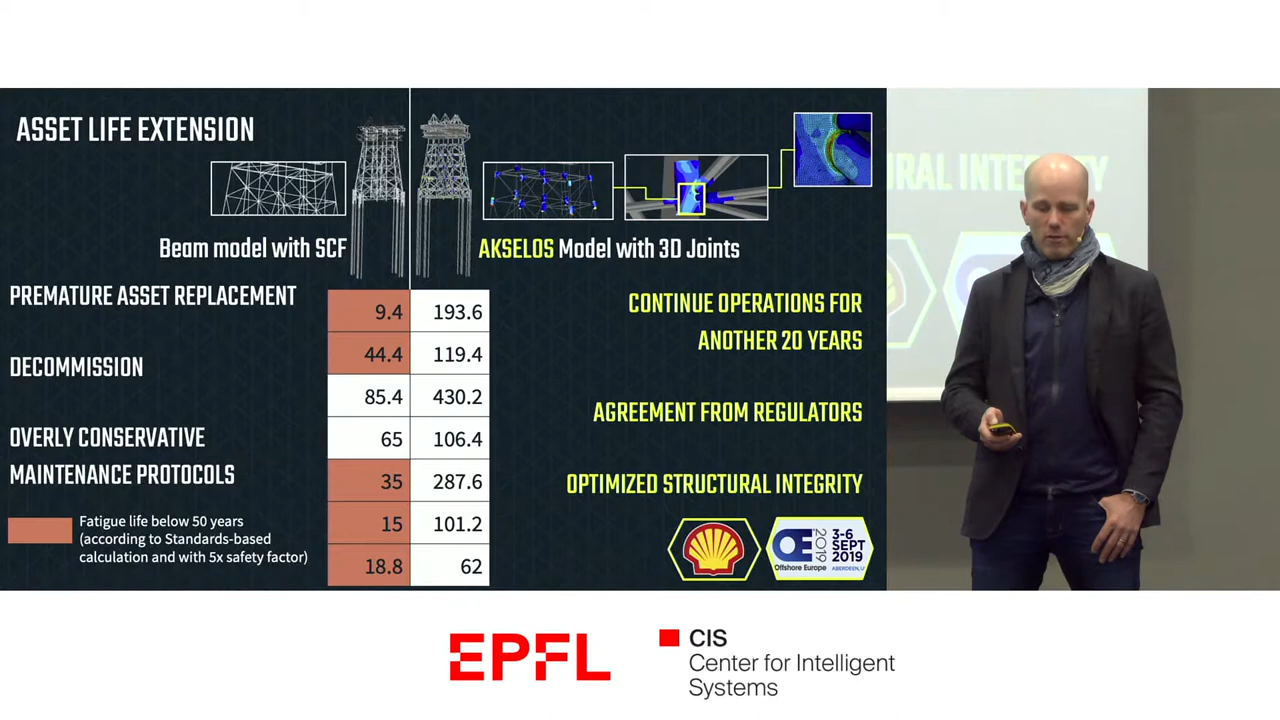 ASSET LIFE EXTENSION
Beam model with SCF
AKSELOS Model with 3D Joints
PREMATURE ASSET REPLACEMENT
DECOMMISSION
OVERLY CONSERVATIVE
MAINTENANCE PROTOCOLS
Fatigue life below 50 years
(according to Standards-based
calculation and with 5x safety factor)
9.4 193.6
44.4 119.4
85.4 430.2
65 106.4
35 287.6
15 101.2
18.8 62
CONTINUE OPERATIONS FOR
ANOTHER 20 YEARS
AGREEMENT FROM REGULATORS
OPTIMIZED STRUCTURAL INTEGRITY
OE
2019
Offshore Europe
3-6
SEPT
2019
ABERDEEN, U
RAL INTEGRITY
EPFL
CIS
Center for Intelligent
Systems